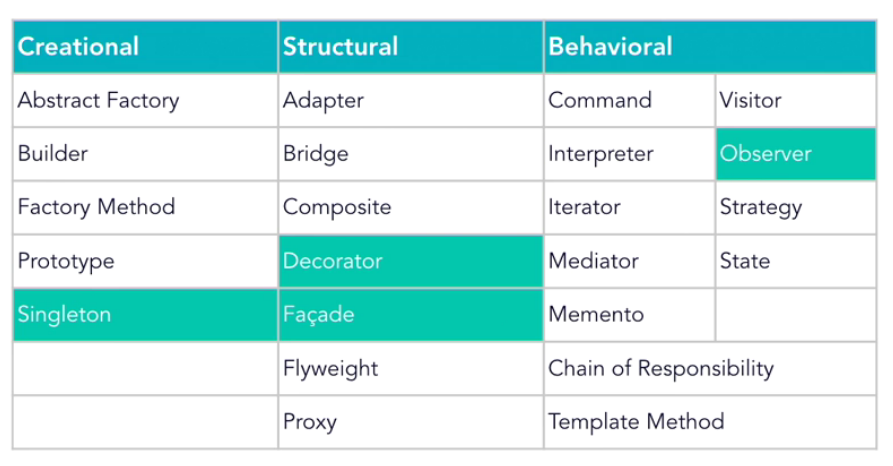 Creational Structural Behavioral
Abstract Factory Adapter Command Visitor
Builder Bridge Interpreter Observer
Factory Method Composite Iterator Strategy
Prototype Decorator Mediator State
Singleton Façade Memento
Flyweight Chain of Responsibility
Proxy Template Method